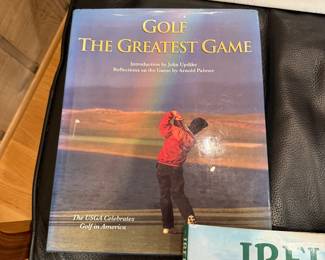 GOLF
THE GREATEST GAME
Introduction by John Updike
Reflections on the Game by Arnold Palmer
The USGA Celebrates
Golf in America